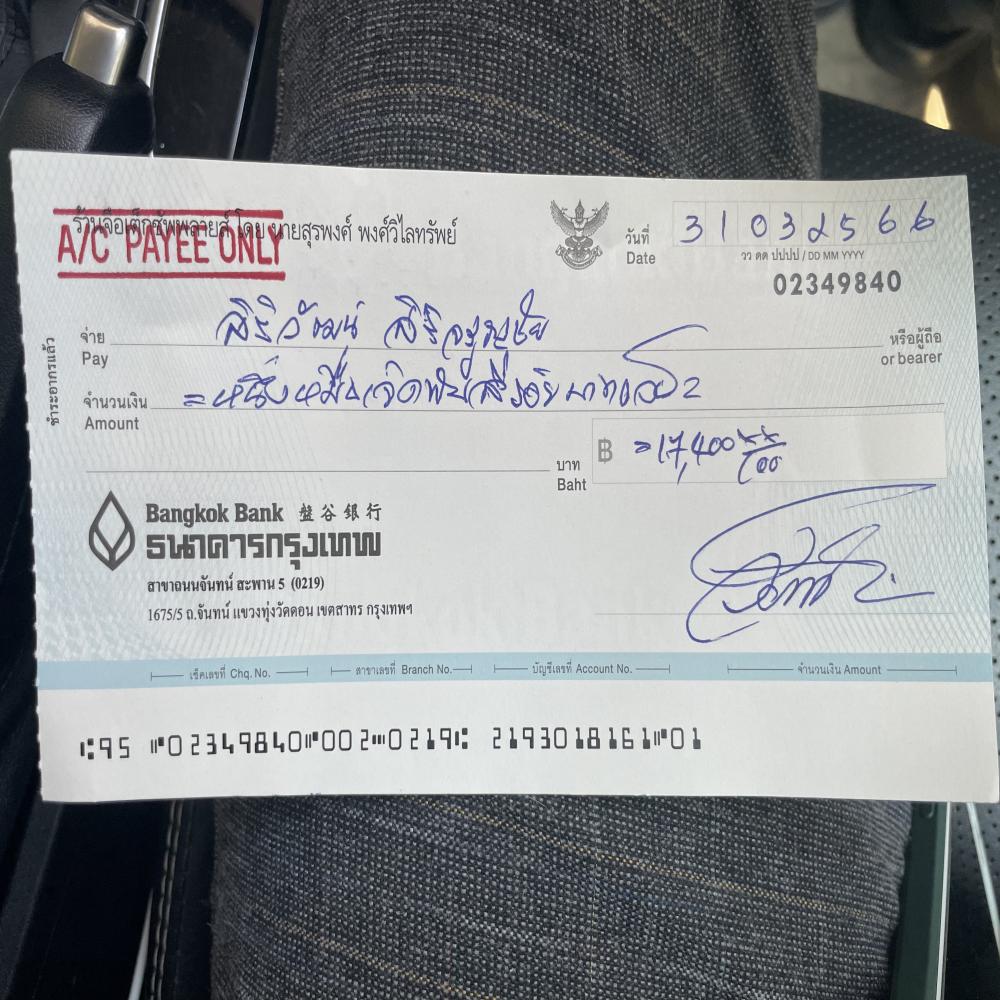 ร้านจือเต็กซัพพลายส์ โดย นายสุรพงศ์ พงศ์วิไลทรัพย์
A/C PAYEE ONLY
วันที่ 31032566
Date วว ดด ปปปป / DD MM YYYY
02349840
จ่าย สิริวัฒน์ หรือผู้ถือ
Pay or bearer
ชำระอากรแล้ว
จำนวนเงิน =หนึ่งหมื่นเจ็ดพันสี่ร้อยบาทถ้วน=
Amount
บาท ฿ =17,400 xx/100
Baht
Bangkok Bank 盤谷銀行
ธนาคารกรุงเทพ
สาขาถนนจันทน์ สะพาน 5 (0219)
1675/5 ถ.จันทน์ แขวงทุ่งวัดดอน เขตสาทร กรุงเทพฯ
เช็คเลขที่ Chq. No. สาขาเลขที่ Branch No. บัญชีเลขที่ Account No. จำนวนเงิน Amount
⑆95 ⑈02349840⑈002⑉0219⑆ 2193018161⑈01